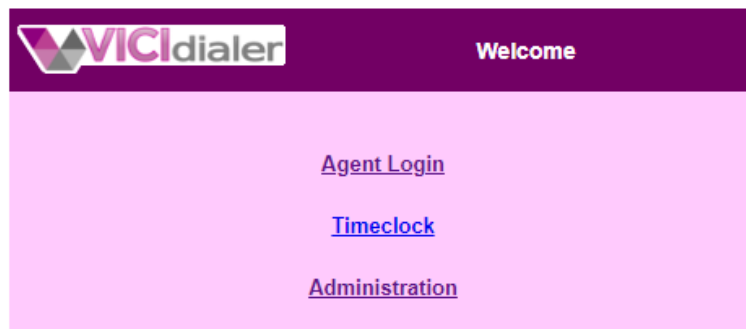 VICIdialer Welcome
Agent Login
Timeclock
Administration